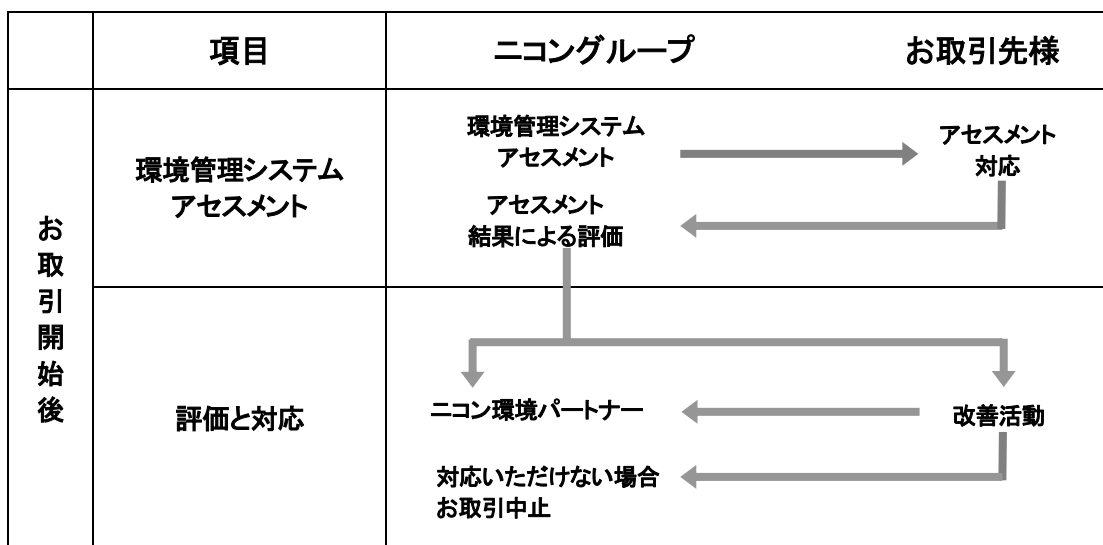 項目
ニコングループ
お取引先様
お取引開始後
環境管理システム
アセスメント
環境管理システム
アセスメント
アセスメント
対応
アセスメント
結果による評価
評価と対応
ニコン環境パートナー
改善活動
対応いただけない場合
お取引中止